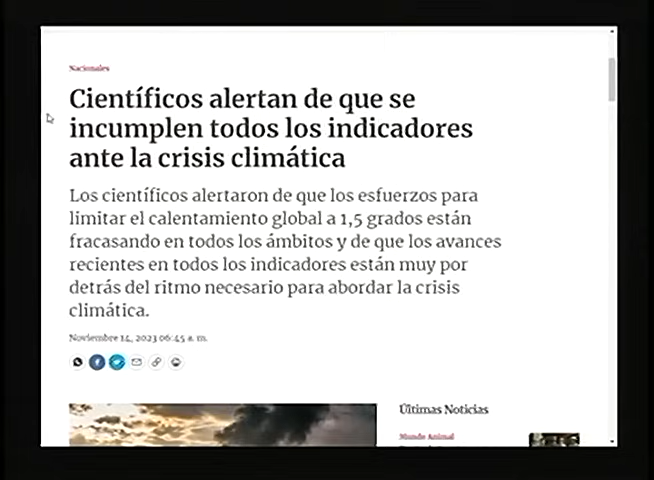 Nacionales
Científicos alertan de que se
incumplen todos los indicadores
ante la crisis climática
Los científicos alertaron de que los esfuerzos para
limitar el calentamiento global a 1,5 grados están
fracasando en todos los ámbitos y de que los avances
recientes en todos los indicadores están muy por
detrás del ritmo necesario para abordar la crisis
climática.
Noviembre 14, 2023 06:45 a. m.
Últimas Noticias
Mundo Animal